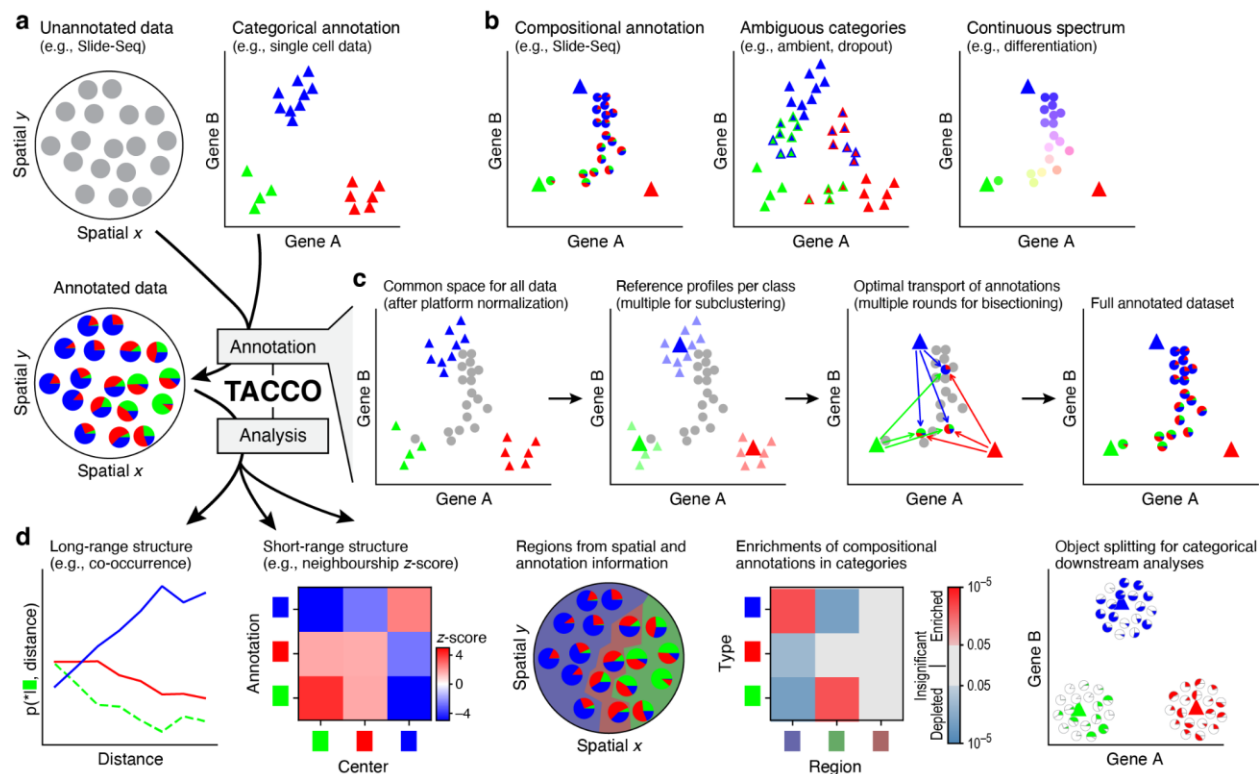 a
Unannotated data
(e.g., Slide-Seq)
Spatial y
Spatial x
Categorical annotation
(e.g., single cell data)
Gene B
Gene A
b
Compositional annotation
(e.g., Slide-Seq)
Gene B
Gene A
Ambiguous categories
(e.g., ambient, dropout)
Gene B
Gene A
Continuous spectrum
(e.g., differentiation)
Gene B
Gene A
Annotated data
Spatial y
Spatial x
Annotation
TACCO
Analysis
c
Common space for all data
(after platform normalization)
Gene B
Gene A
Reference profiles per class
(multiple for subclustering)
Gene B
Gene A
Optimal transport of annotations
(multiple rounds for bisectioning)
Gene B
Gene A
Full annotated dataset
Gene B
Gene A
d
Long-range structure
(e.g., co-occurrence)
p(*| , distance)
Distance
Short-range structure
(e.g., neighbourship z-score)
Annotation
Center
z-score
4
0
−4
Regions from spatial and
annotation information
Spatial y
Spatial x
Enrichments of compositional
annotations in categories
Type
Region
Depleted
Insignificant
Enriched
10⁻⁵
0.05
0.05
10⁻⁵
Object splitting for categorical
downstream analyses
Gene B
Gene A